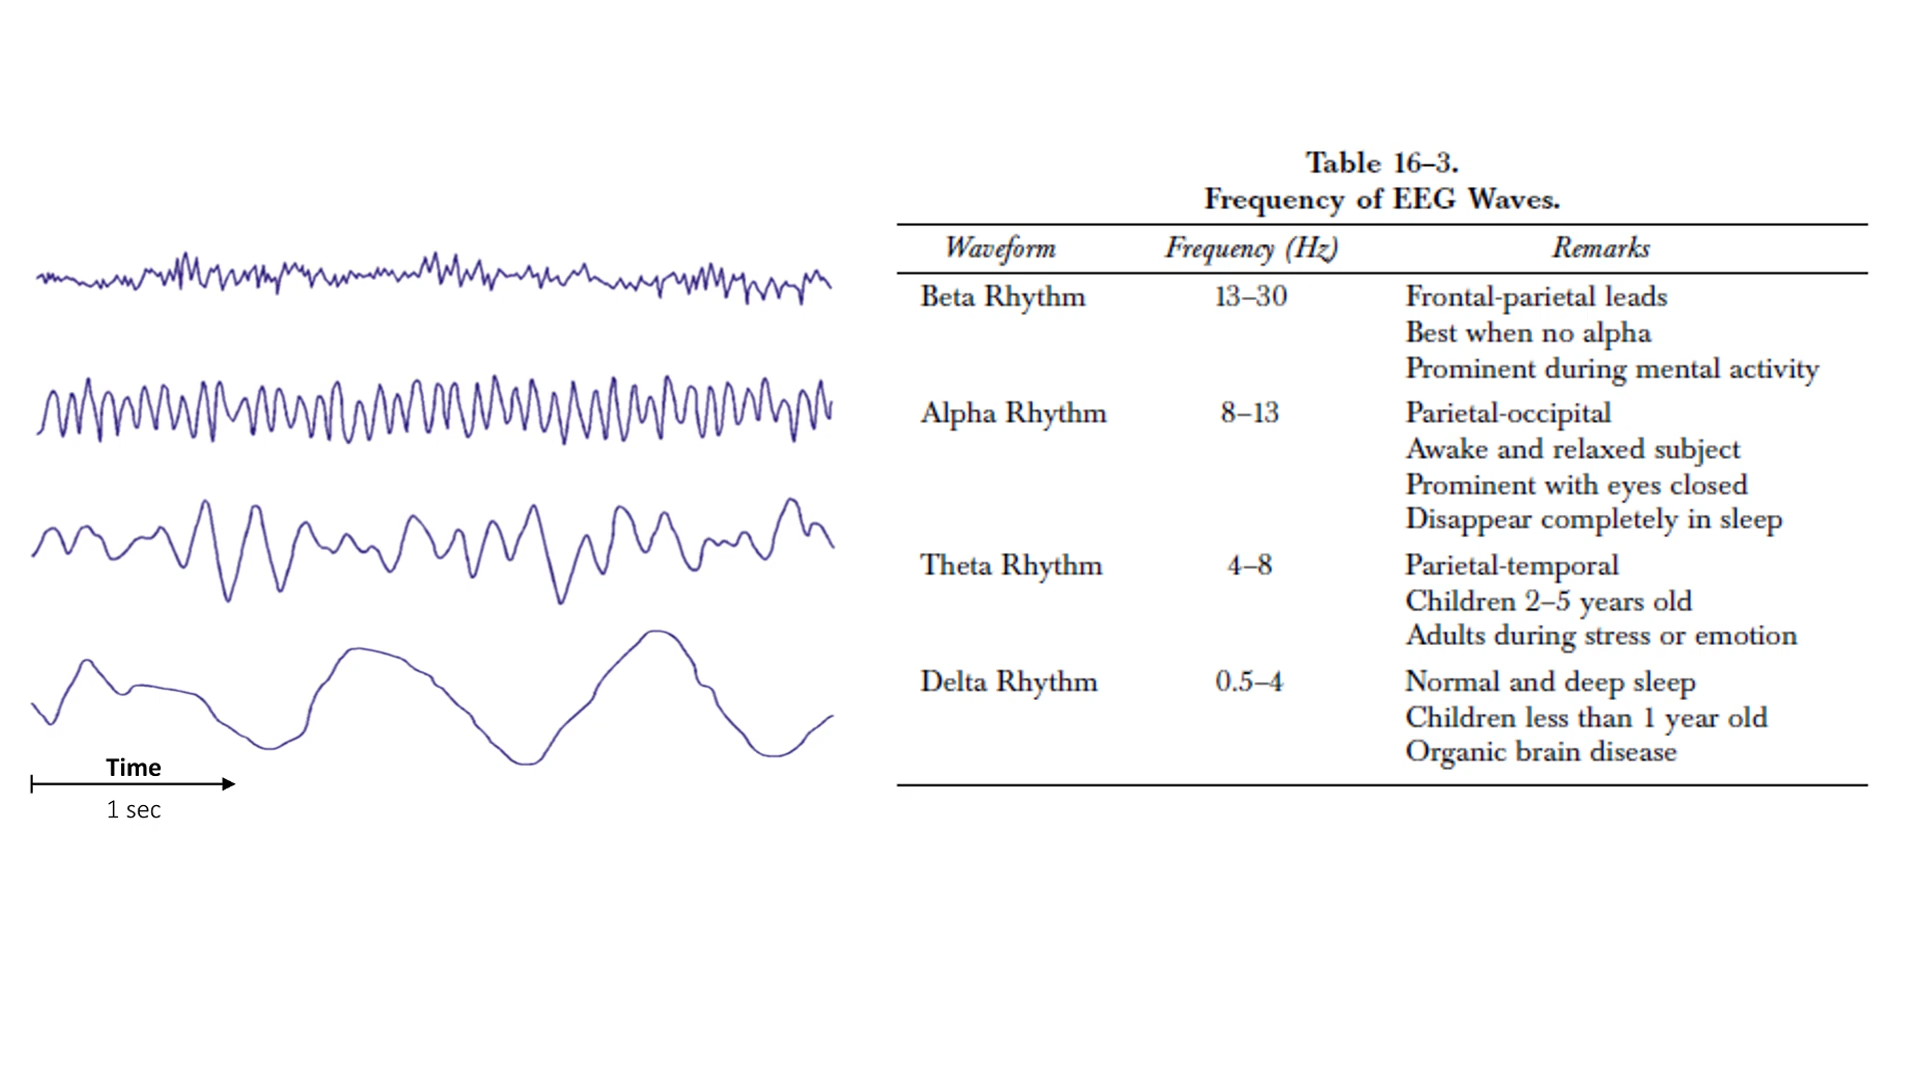 Time
1 sec
Table 16–3.
Frequency of EEG Waves.
Waveform Frequency (Hz) Remarks
Beta Rhythm 13–30 Frontal-parietal leads
Best when no alpha
Prominent during mental activity
Alpha Rhythm 8–13 Parietal-occipital
Awake and relaxed subject
Prominent with eyes closed
Disappear completely in sleep
Theta Rhythm 4–8 Parietal-temporal
Children 2–5 years old
Adults during stress or emotion
Delta Rhythm 0.5–4 Normal and deep sleep
Children less than 1 year old
Organic brain disease